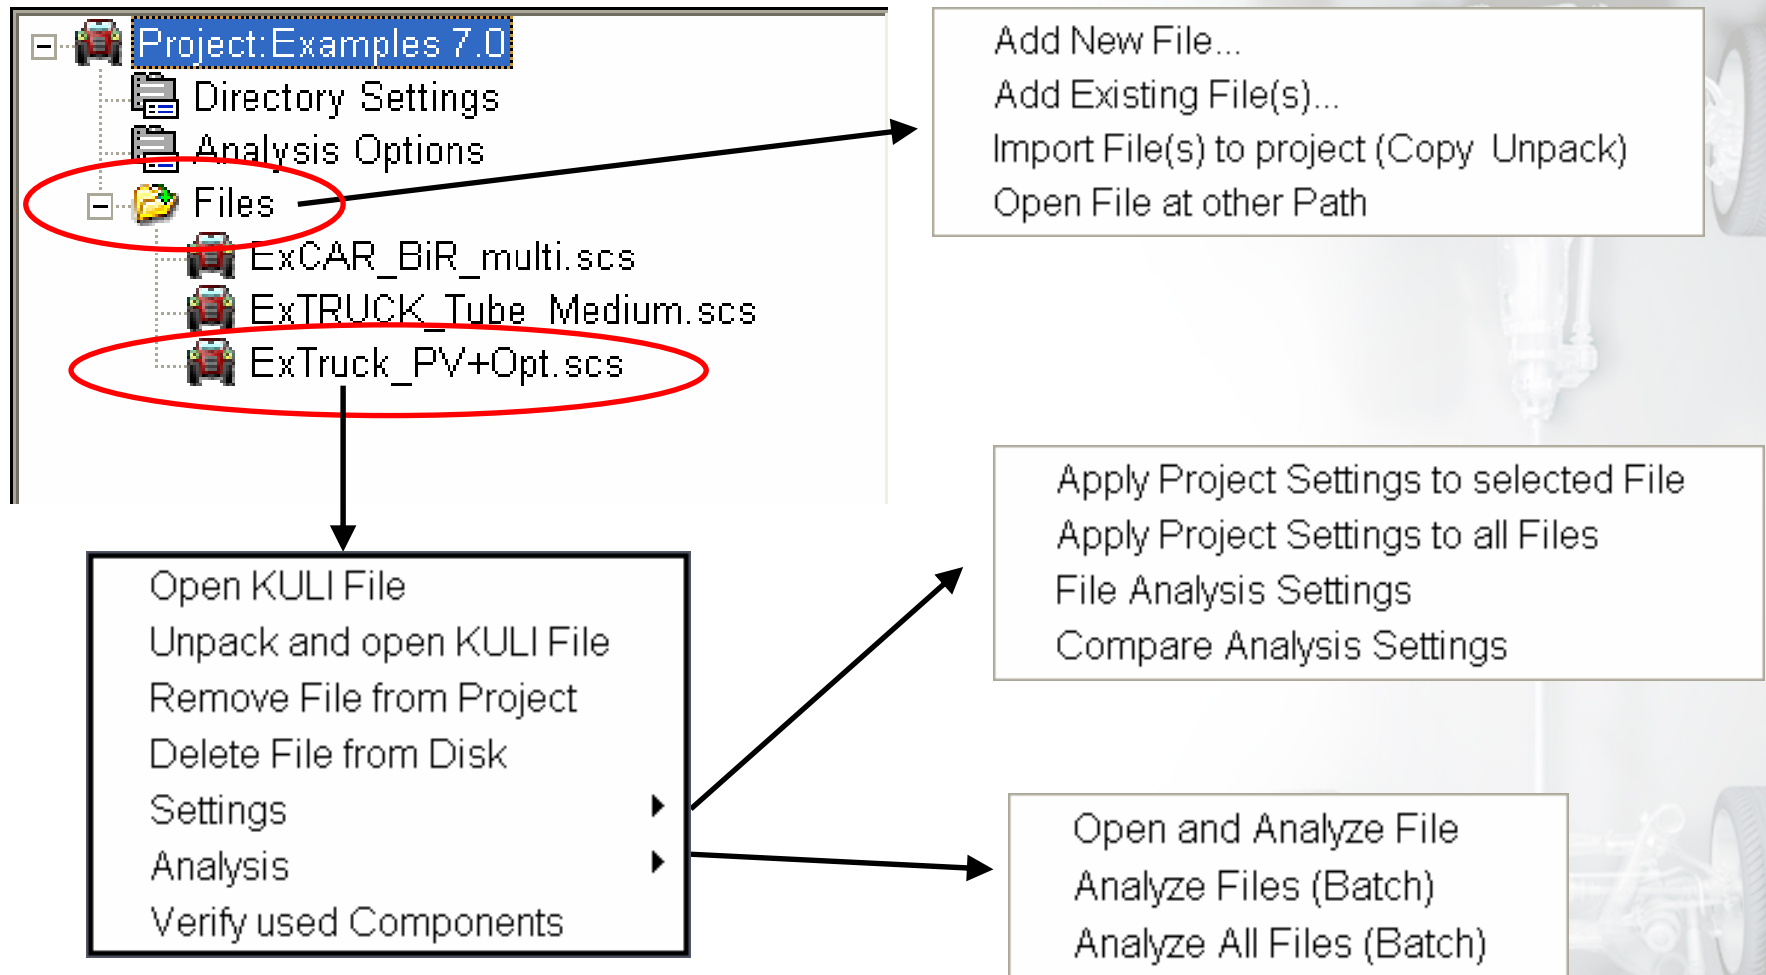 Project:Examples 7.0
Directory Settings
Analysis Options
Files
ExCAR_BiR_multi.scs
ExTRUCK_Tube_Medium.scs
ExTruck_PV+Opt.scs
Add New File...
Add Existing File(s)...
Import File(s) to project (Copy Unpack)
Open File at other Path
Open KULI File
Unpack and open KULI File
Remove File from Project
Delete File from Disk
Settings
Analysis
Verify used Components
Apply Project Settings to selected File
Apply Project Settings to all Files
File Analysis Settings
Compare Analysis Settings
Open and Analyze File
Analyze Files (Batch)
Analyze All Files (Batch)